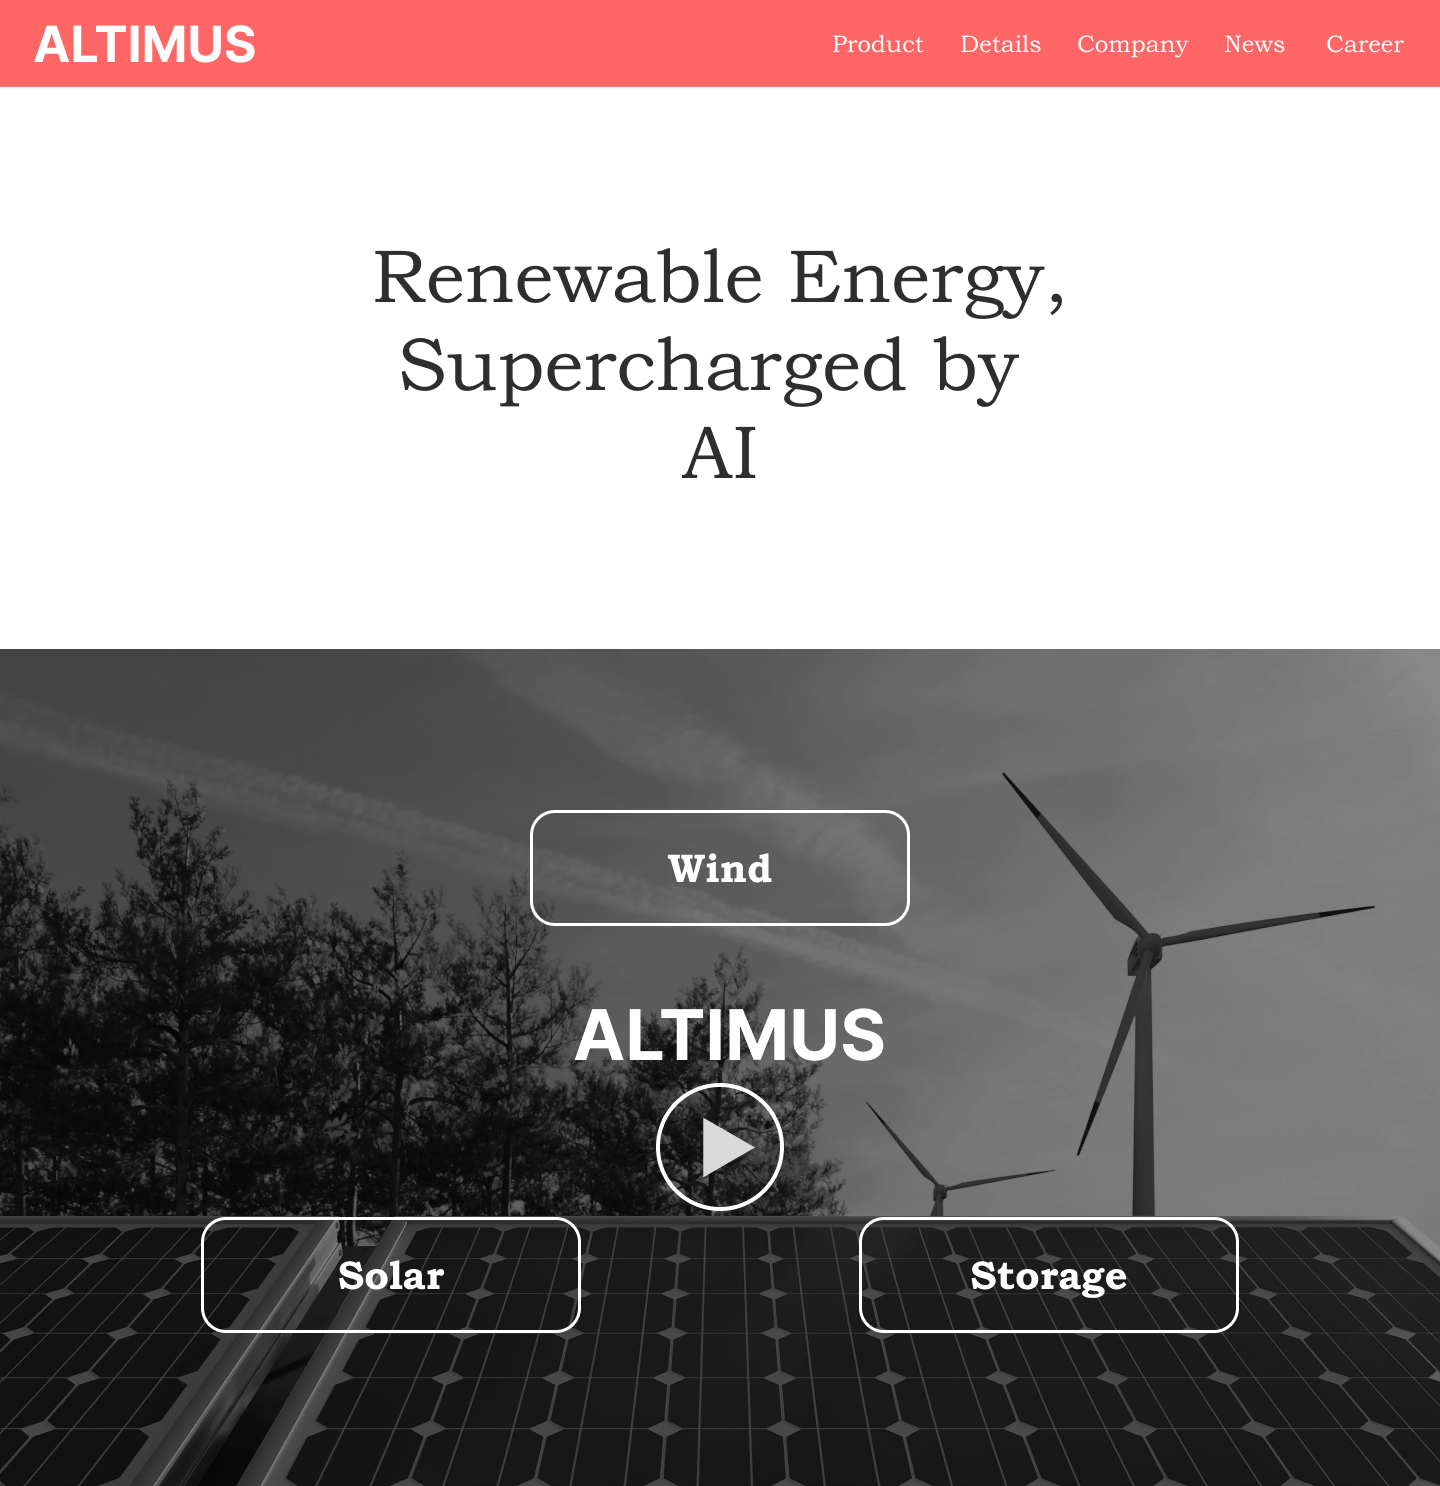 ALTIMUS
Product Details Company News Career
Renewable Energy,
Supercharged by
AI
Wind
ALTIMUS
Solar
Storage